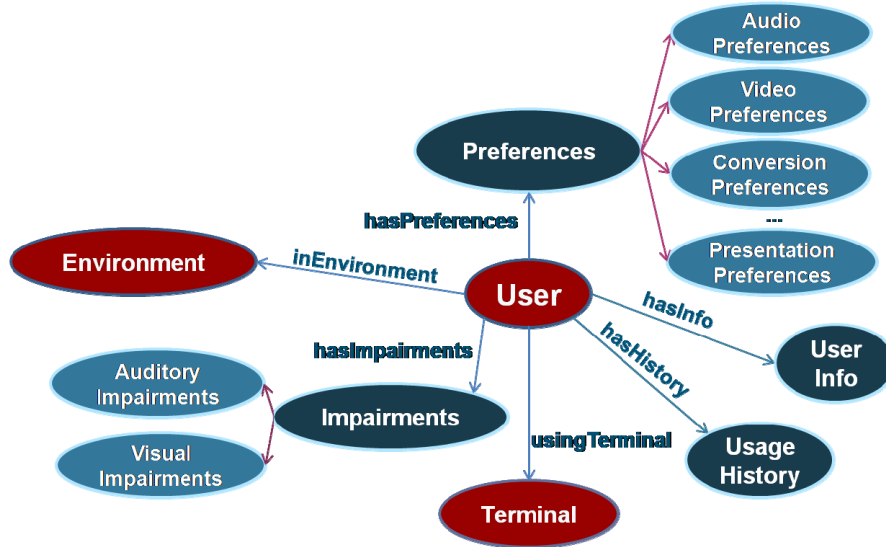 Audio
Preferences
Video
Preferences
Preferences
Conversion
Preferences
---
hasPreferences
Presentation
Preferences
Environment
inEnvironment
User
hasInfo
hasImpairments
hasHistory
User
Info
Auditory
Impairments
Impairments
usingTerminal
Usage
History
Visual
Impairments
Terminal